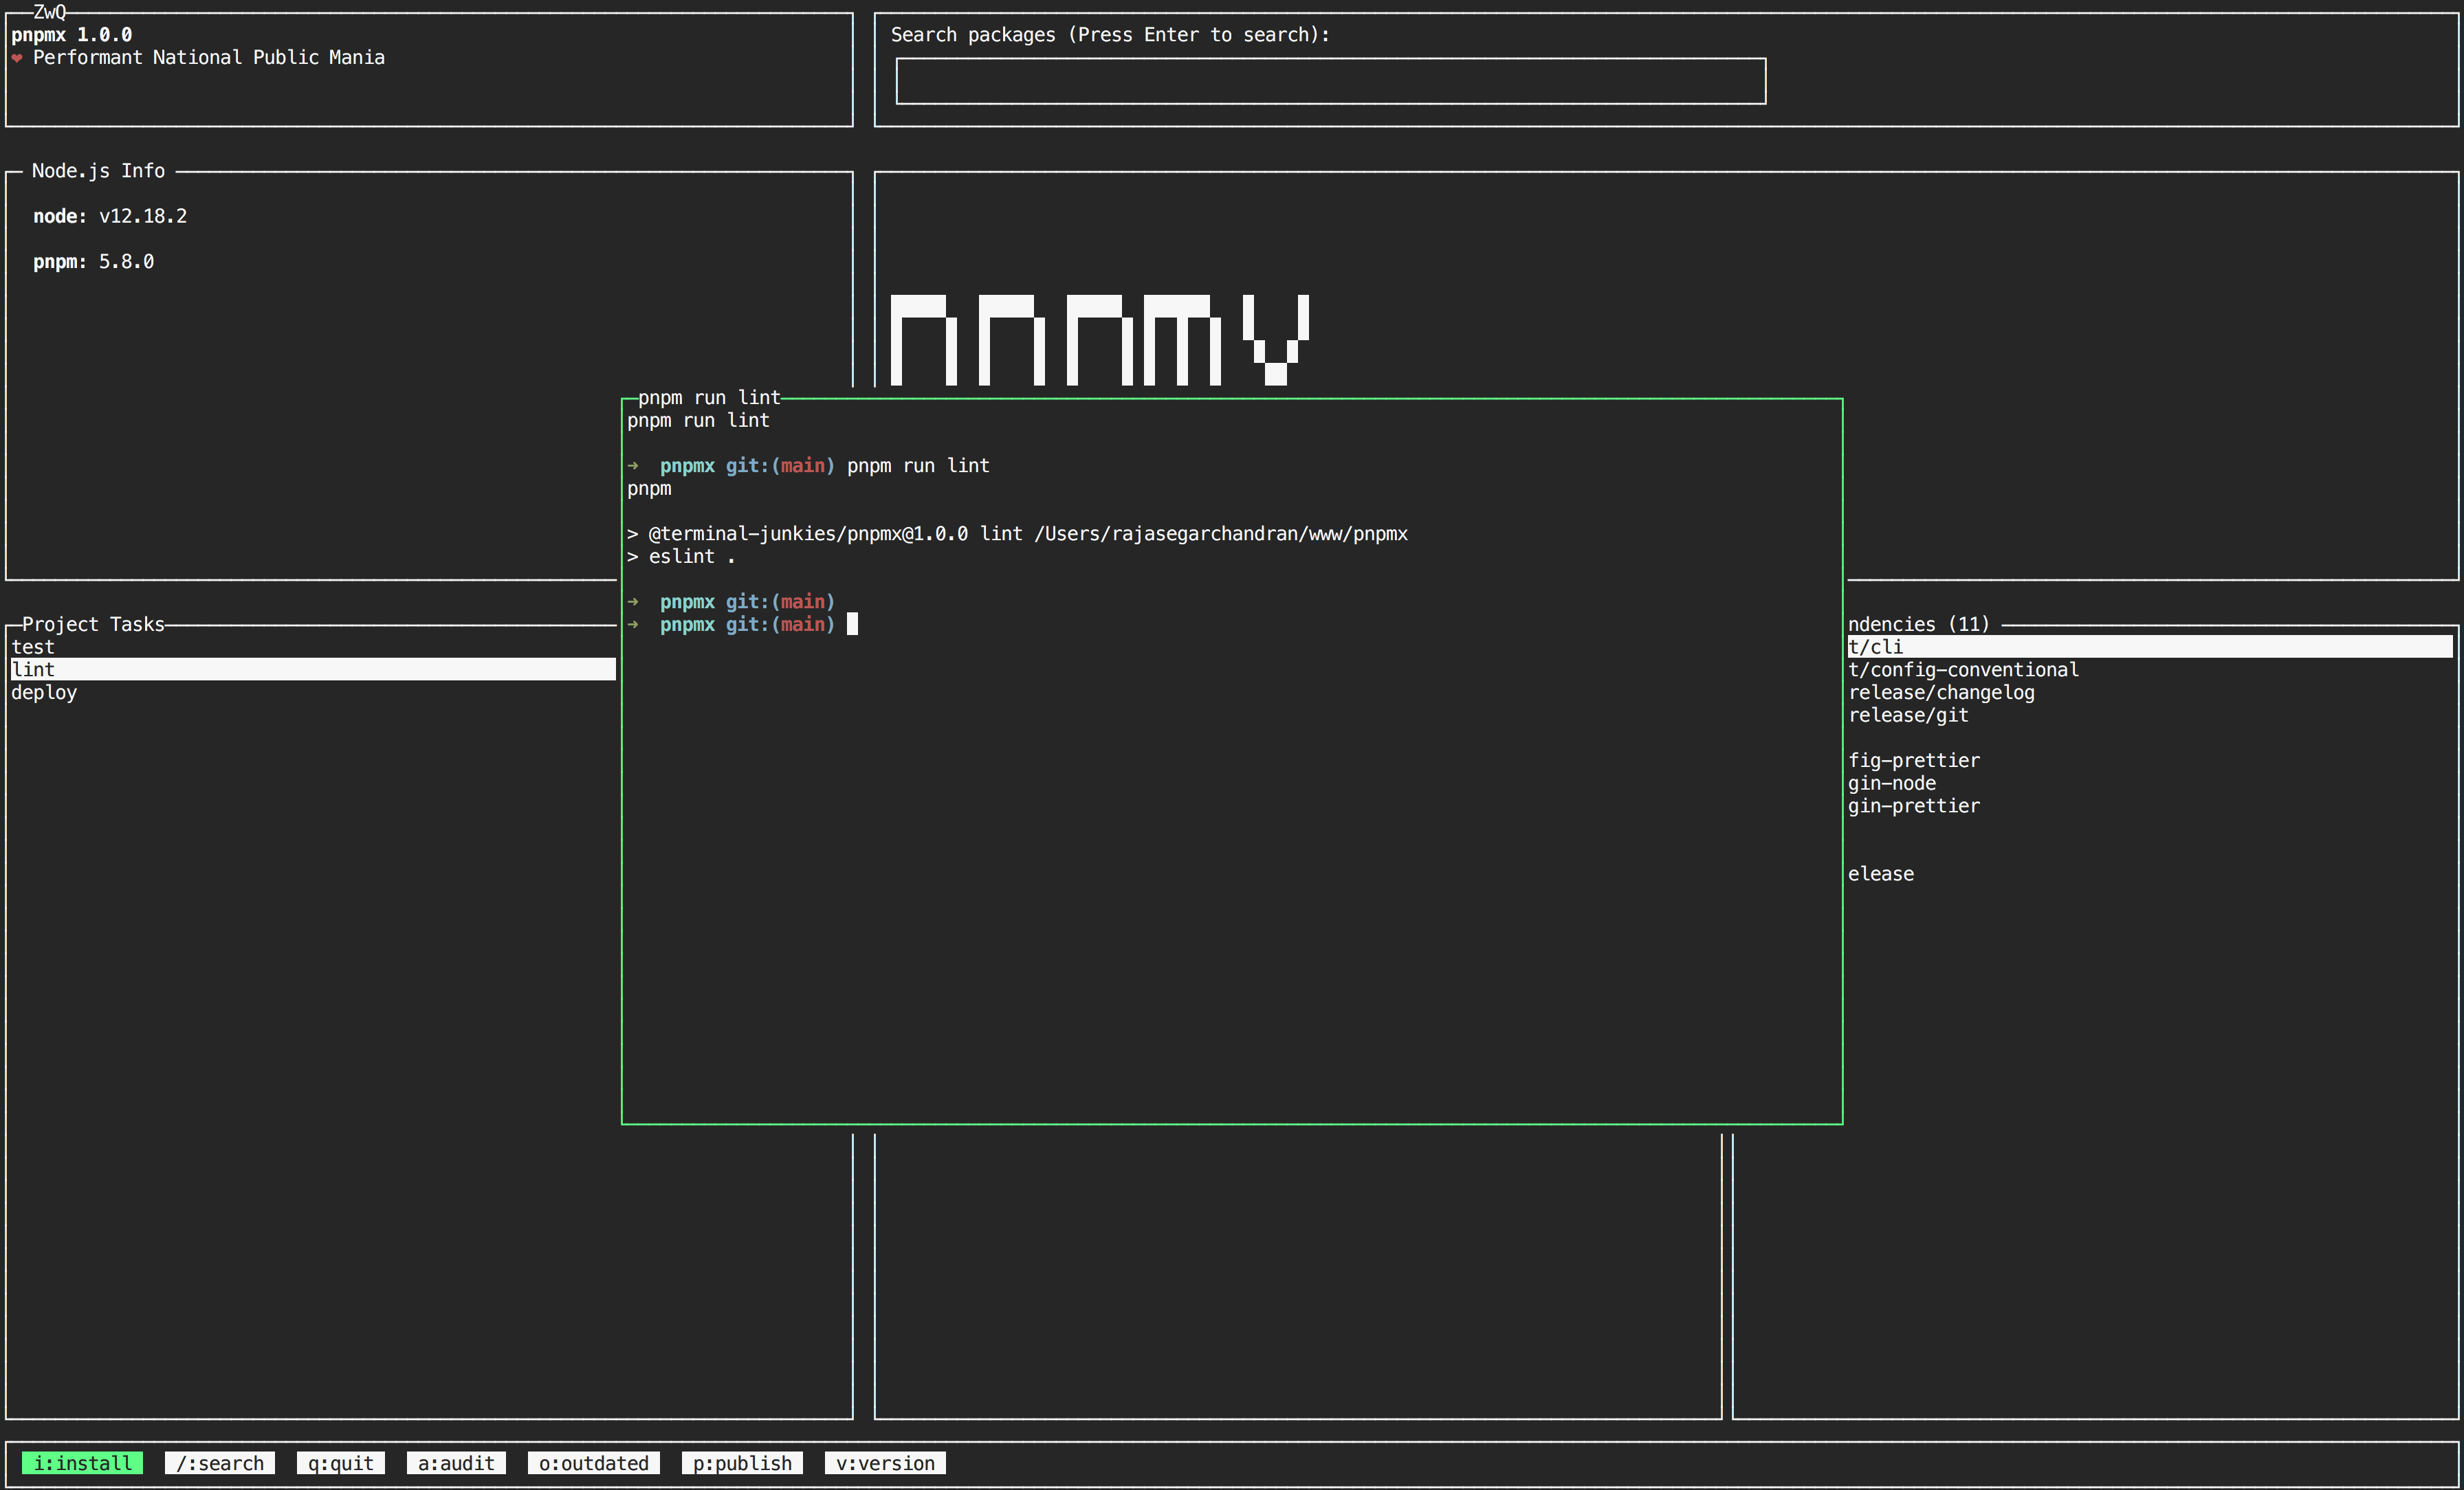 ZwQ
pnpmx 1.0.0
❤ Performant National Public Mania
Search packages (Press Enter to search):
Node.js Info
node: v12.18.2
pnpm: 5.8.0
pnpm run lint
pnpm run lint
➜ pnpmx git:(main) pnpm run lint
pnpm
> @terminal-junkies/pnpmx@1.0.0 lint /Users/rajasegarchandran/www/pnpmx
> eslint .
➜ pnpmx git:(main)
➜ pnpmx git:(main)
Project Tasks
test
lint
deploy
ndencies (11)
t/cli
t/config-conventional
release/changelog
release/git
fig-prettier
gin-node
gin-prettier
elease
i:install /:search q:quit a:audit o:outdated p:publish v:version